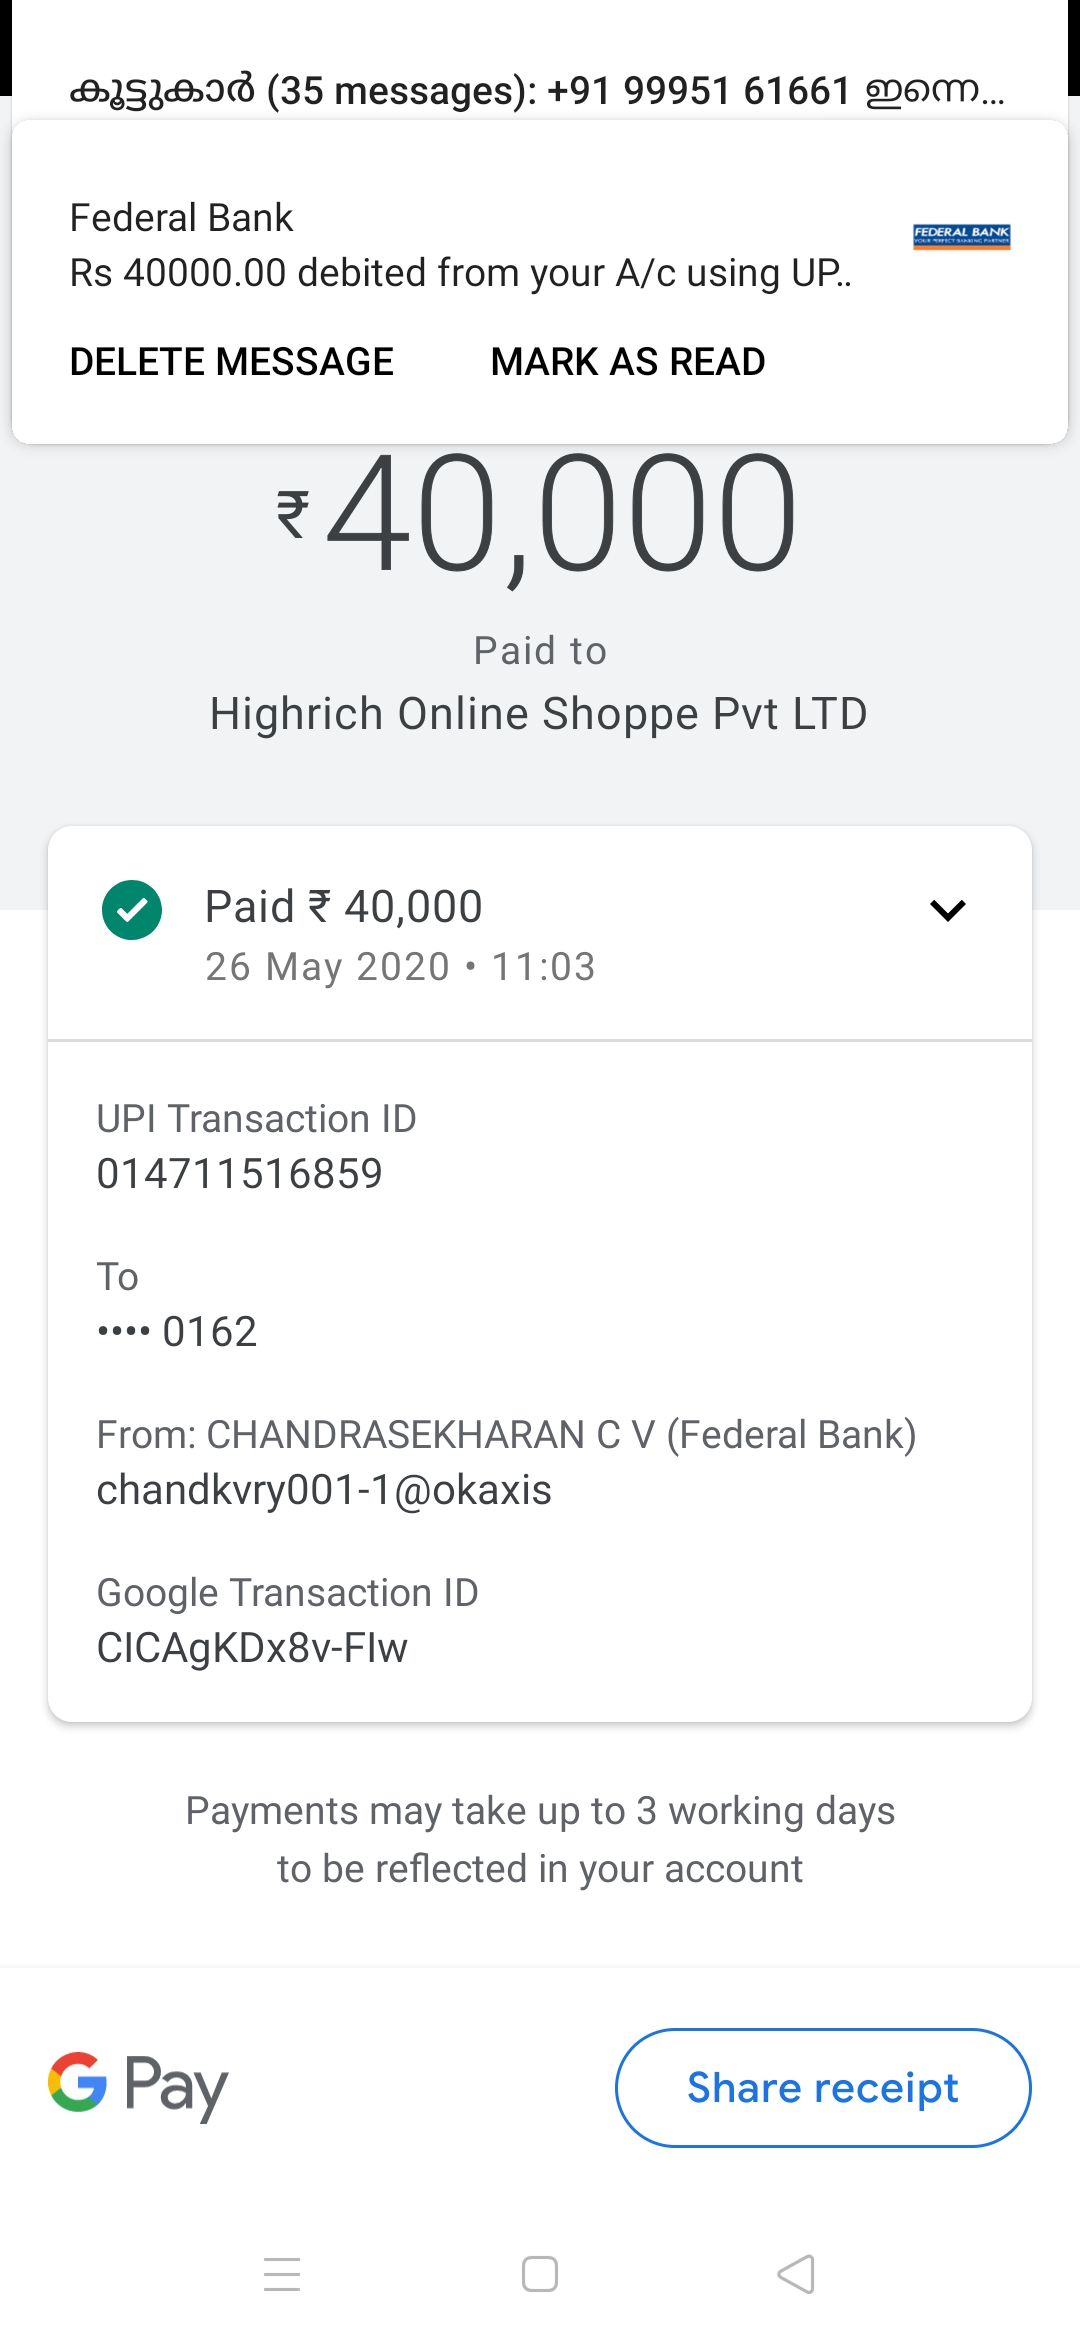 കൂട്ടുകാർ (35 messages): +91 99951 61661 ഇന്നെ...
Federal Bank
Rs 40000.00 debited from your A/c using UP..
FEDERAL BANK
YOUR PERFECT BANKING PARTNER
DELETE MESSAGE MARK AS READ
₹40,000
Paid to
Highrich Online Shoppe Pvt LTD
Paid ₹ 40,000
26 May 2020 • 11:03
UPI Transaction ID
014711516859
To
•••• 0162
From: CHANDRASEKHARAN C V (Federal Bank)
chandkvry001-1@okaxis
Google Transaction ID
CICAgKDx8v-FIw
Payments may take up to 3 working days
to be reflected in your account
G Pay
Share receipt